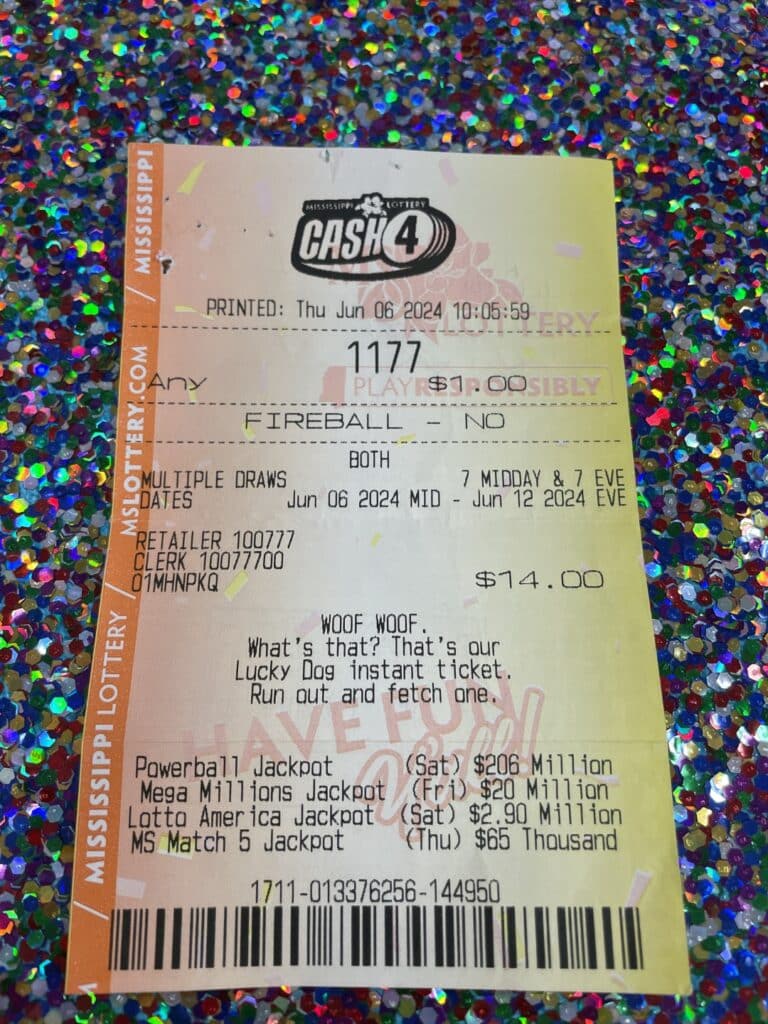 MISSISSIPPI LOTTERY
CASH 4
PRINTED: Thu Jun 06 2024 10:05:59
LOTTERY
1177
Any $1.00
PLAY RESPONSIBLY
FIREBALL - NO
BOTH
MULTIPLE DRAWS 7 MIDDAY & 7 EVE
DATES Jun 06 2024 MID - Jun 12 2024 EVE
RETAILER 100777
CLERK 10077700
01MHNPKQ $14.00
WOOF WOOF.
What's that? That's our
Lucky Dog instant ticket.
Run out and fetch one.
HAVE FUN
Y'all!
Powerball Jackpot (Sat) $206 Million
Mega Millions Jackpot (Fri) $20 Million
Lotto America Jackpot (Sat) $2.90 Million
MS Match 5 Jackpot (Thu) $65 Thousand
1711-013376256-144950
MISSISSIPPI LOTTERY / MSLOTTERY.COM / MISSISSIPPI